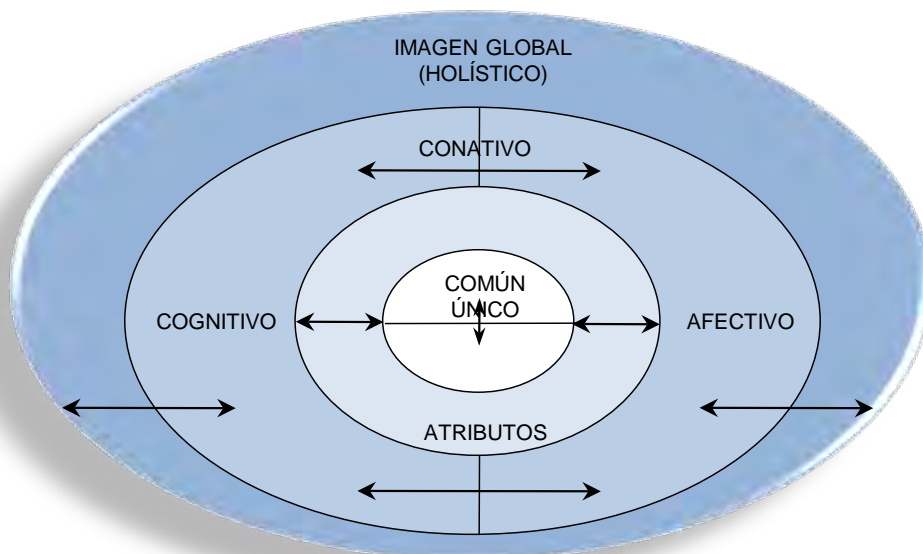 IMAGEN GLOBAL
(HOLÍSTICO)
CONATIVO
COMÚN
ÚNICO
COGNITIVO
AFECTIVO
ATRIBUTOS